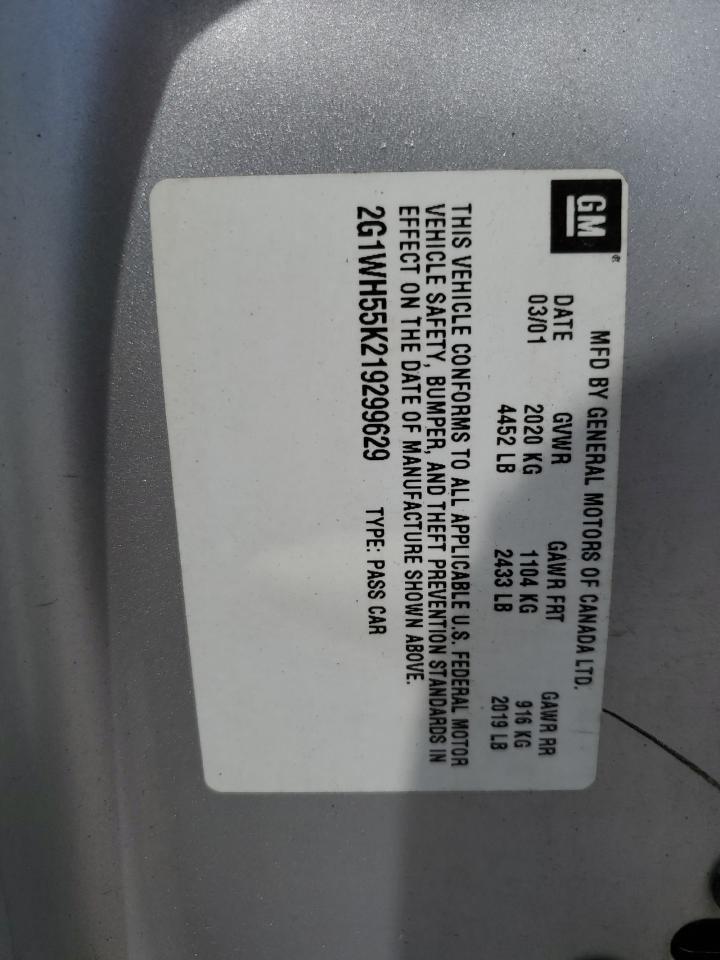 GM
MFD BY GENERAL MOTORS OF CANADA LTD.
DATE GVWR GAWR FRT GAWR RR
03/01 2020 KG 1104 KG 916 KG
4452 LB 2433 LB 2019 LB
THIS VEHICLE CONFORMS TO ALL APPLICABLE U.S. FEDERAL MOTOR
VEHICLE SAFETY, BUMPER, AND THEFT PREVENTION STANDARDS IN
EFFECT ON THE DATE OF MANUFACTURE SHOWN ABOVE.
2G1WH55K219299629 TYPE: PASS CAR